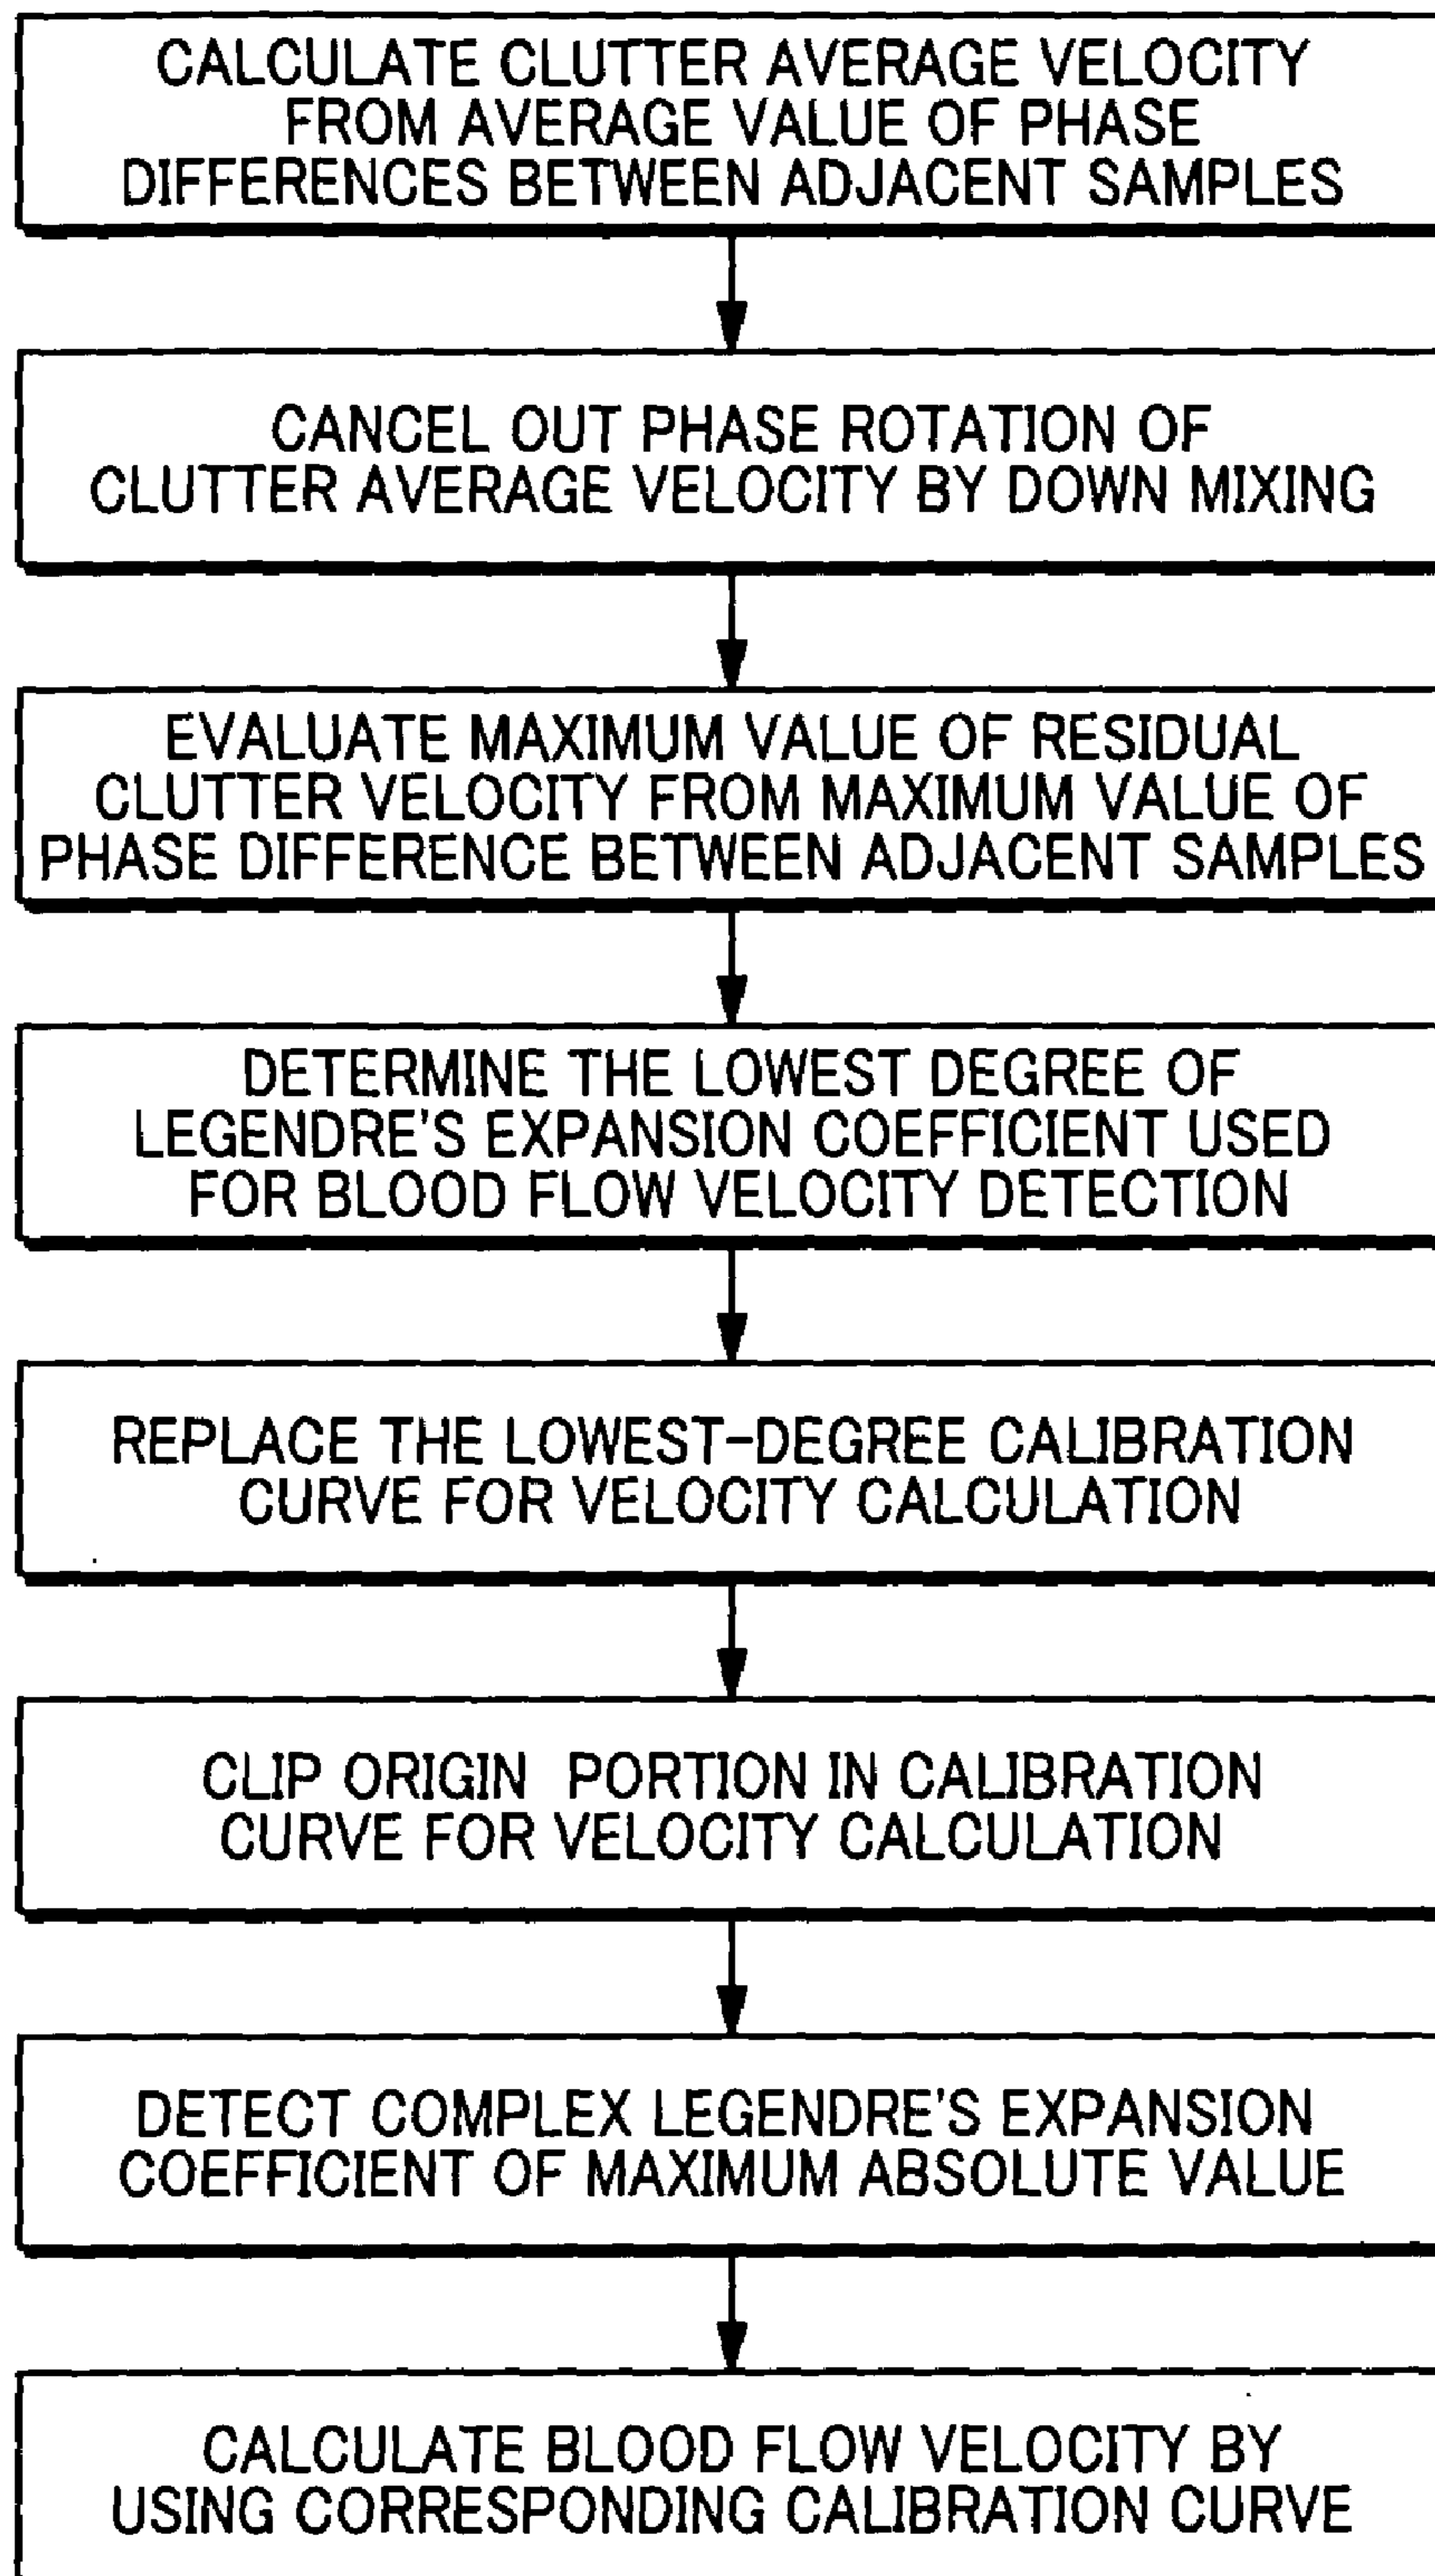 CALCULATE CLUTTER AVERAGE VELOCITY
FROM AVERAGE VALUE OF PHASE
DIFFERENCES BETWEEN ADJACENT SAMPLES
CANCEL OUT PHASE ROTATION OF
CLUTTER AVERAGE VELOCITY BY DOWN MIXING
EVALUATE MAXIMUM VALUE OF RESIDUAL
CLUTTER VELOCITY FROM MAXIMUM VALUE OF
PHASE DIFFERENCE BETWEEN ADJACENT SAMPLES
DETERMINE THE LOWEST DEGREE OF
LEGENDRE'S EXPANSION COEFFICIENT USED
FOR BLOOD FLOW VELOCITY DETECTION
REPLACE THE LOWEST-DEGREE CALIBRATION
CURVE FOR VELOCITY CALCULATION
CLIP ORIGIN PORTION IN CALIBRATION
CURVE FOR VELOCITY CALCULATION
DETECT COMPLEX LEGENDRE'S EXPANSION
COEFFICIENT OF MAXIMUM ABSOLUTE VALUE
CALCULATE BLOOD FLOW VELOCITY BY
USING CORRESPONDING CALIBRATION CURVE